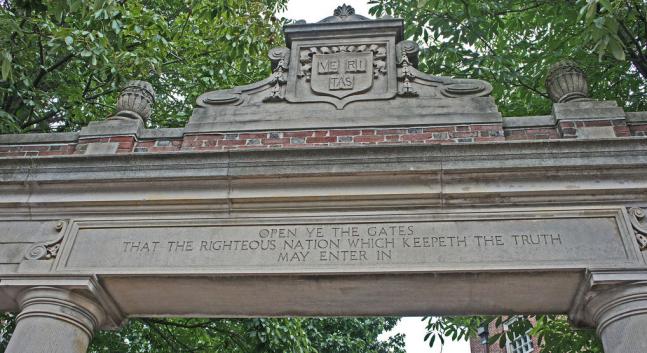 VE RI
TAS
OPEN YE THE GATES
THAT THE RIGHTEOUS NATION WHICH KEEPETH THE TRUTH
MAY ENTER IN